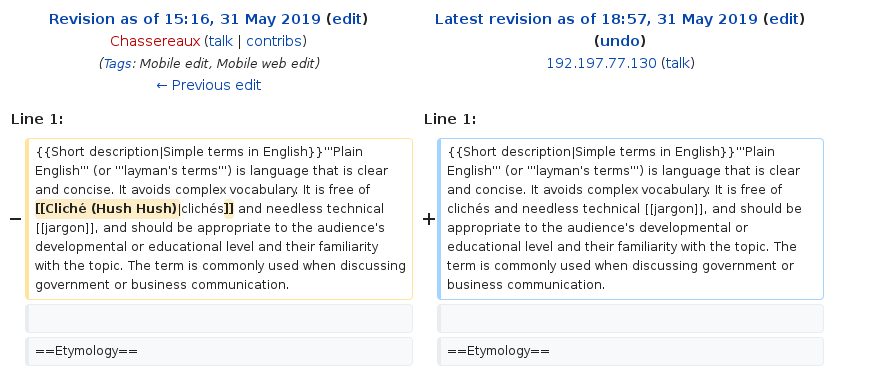 Revision as of 15:16, 31 May 2019 (edit)
Chassereaux (talk | contribs)
(Tags: Mobile edit, Mobile web edit)
← Previous edit
Latest revision as of 18:57, 31 May 2019 (edit)
(undo)
192.197.77.130 (talk)
Line 1:
Line 1:
−
{{Short description|Simple terms in English}}'''Plain
English''' (or '''layman's terms''') is language that is clear
and concise. It avoids complex vocabulary. It is free of
[[Cliché (Hush Hush)|clichés]] and needless technical
[[jargon]], and should be appropriate to the audience's
developmental or educational level and their familiarity
with the topic. The term is commonly used when discussing
government or business communication.
+
{{Short description|Simple terms in English}}'''Plain
English''' (or '''layman's terms''') is language that is clear
and concise. It avoids complex vocabulary. It is free of
clichés and needless technical [[jargon]], and should be
appropriate to the audience's developmental or
educational level and their familiarity with the topic. The
term is commonly used when discussing government or
business communication.
==Etymology==
==Etymology==